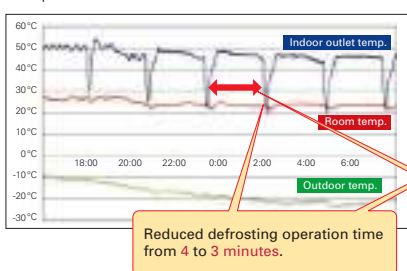 60°C
50°C
40°C
30°C
20°C
10°C
0°C
-10°C
-20°C
-30°C
Indoor outlet temp.
Room temp.
18:00 20:00 22:00 0:00 2:00 4:00 6:00
Outdoor temp.
Reduced defrosting operation time
from 4 to 3 minutes.